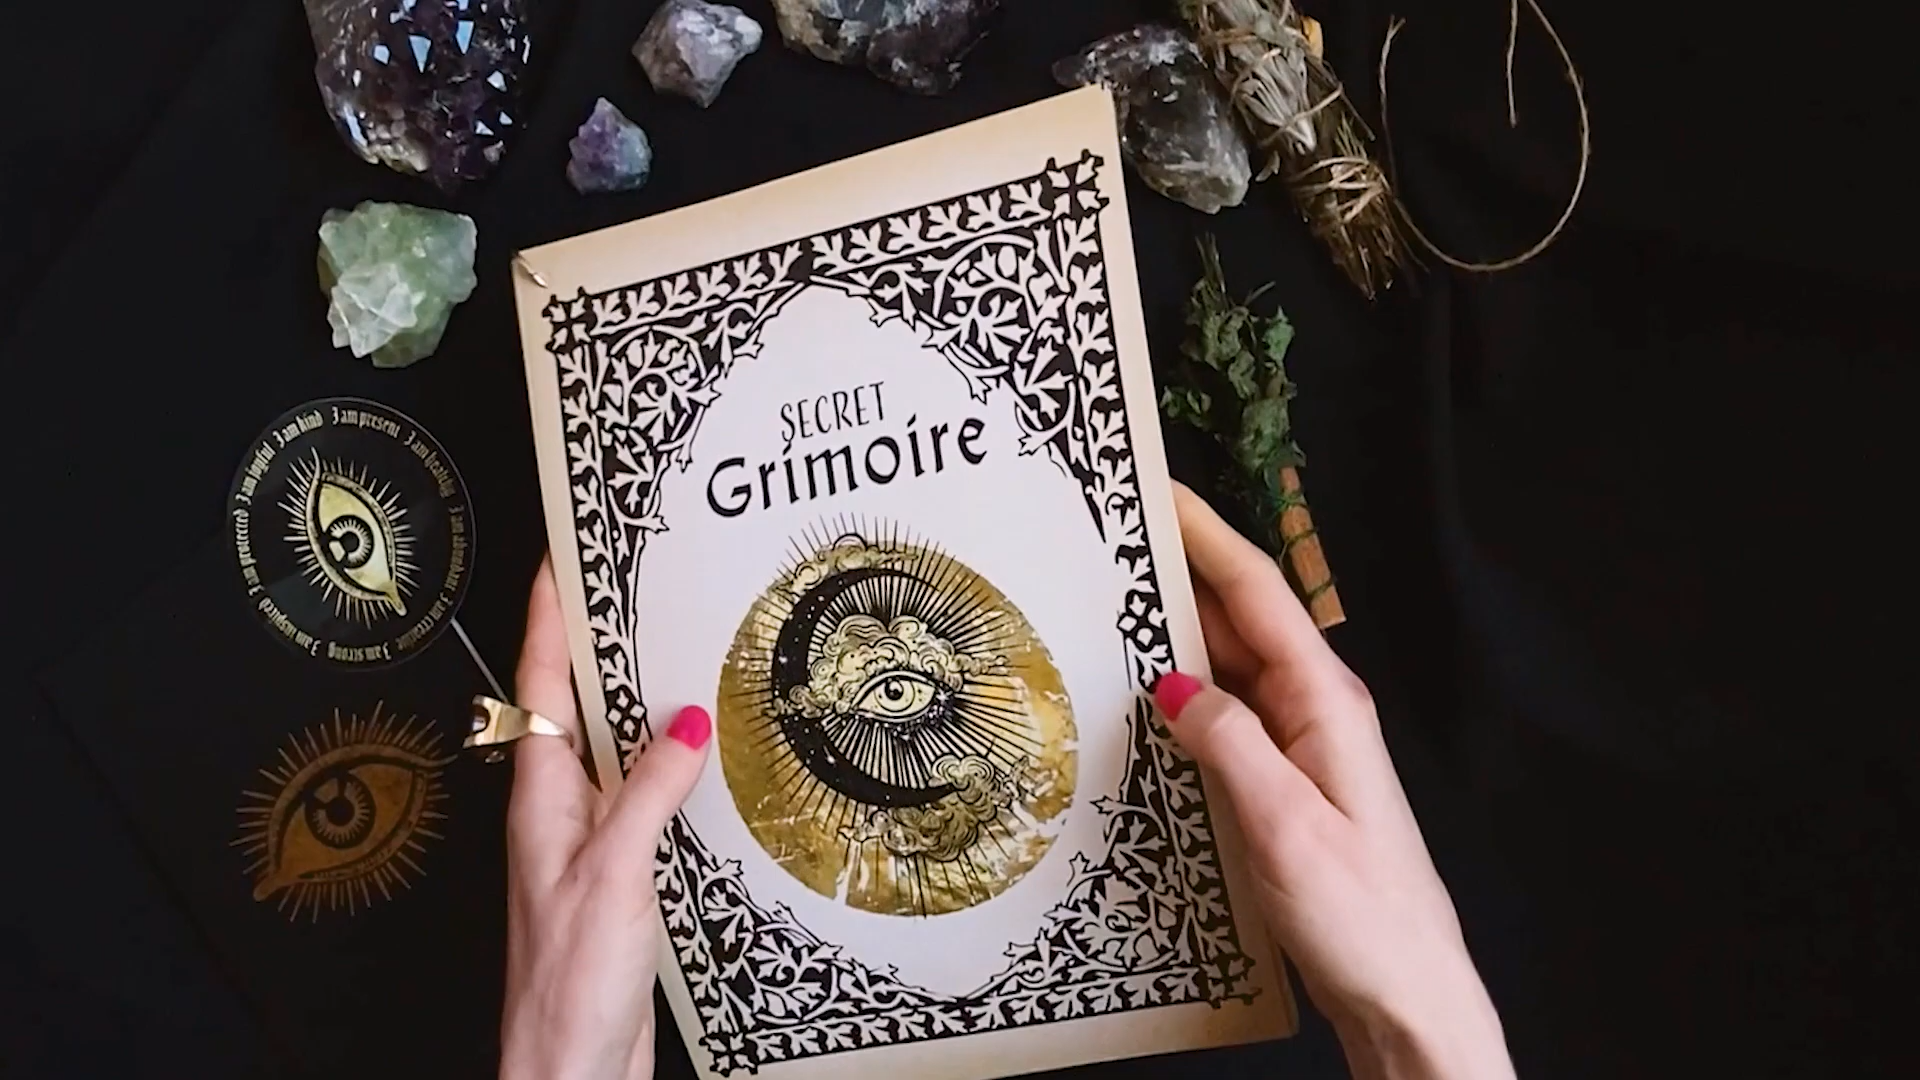 SECRET
Grimoire
I am present I am healthy I am abundant I am creative I am strong I am inspired I am protected I am joyful I am kind